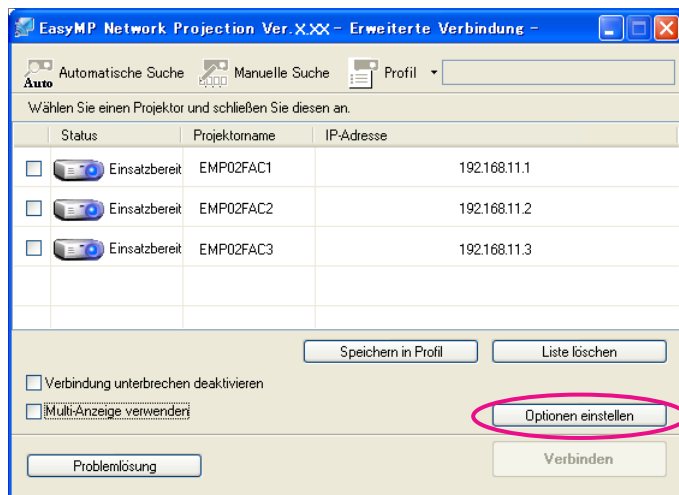 EasyMP Network Projection Ver.X.XX – Erweiterte Verbindung –
Auto Automatische Suche Manuelle Suche Profil
Wählen Sie einen Projektor und schließen Sie diesen an.
Status Projektorname IP-Adresse
Einsatzbereit EMP02FAC1 192.168.11.1
Einsatzbereit EMP02FAC2 192.168.11.2
Einsatzbereit EMP02FAC3 192.168.11.3
Speichern in Profil Liste löschen
Verbindung unterbrechen deaktivieren
Multi-Anzeige verwenden
Optionen einstellen
Problemlösung Verbinden